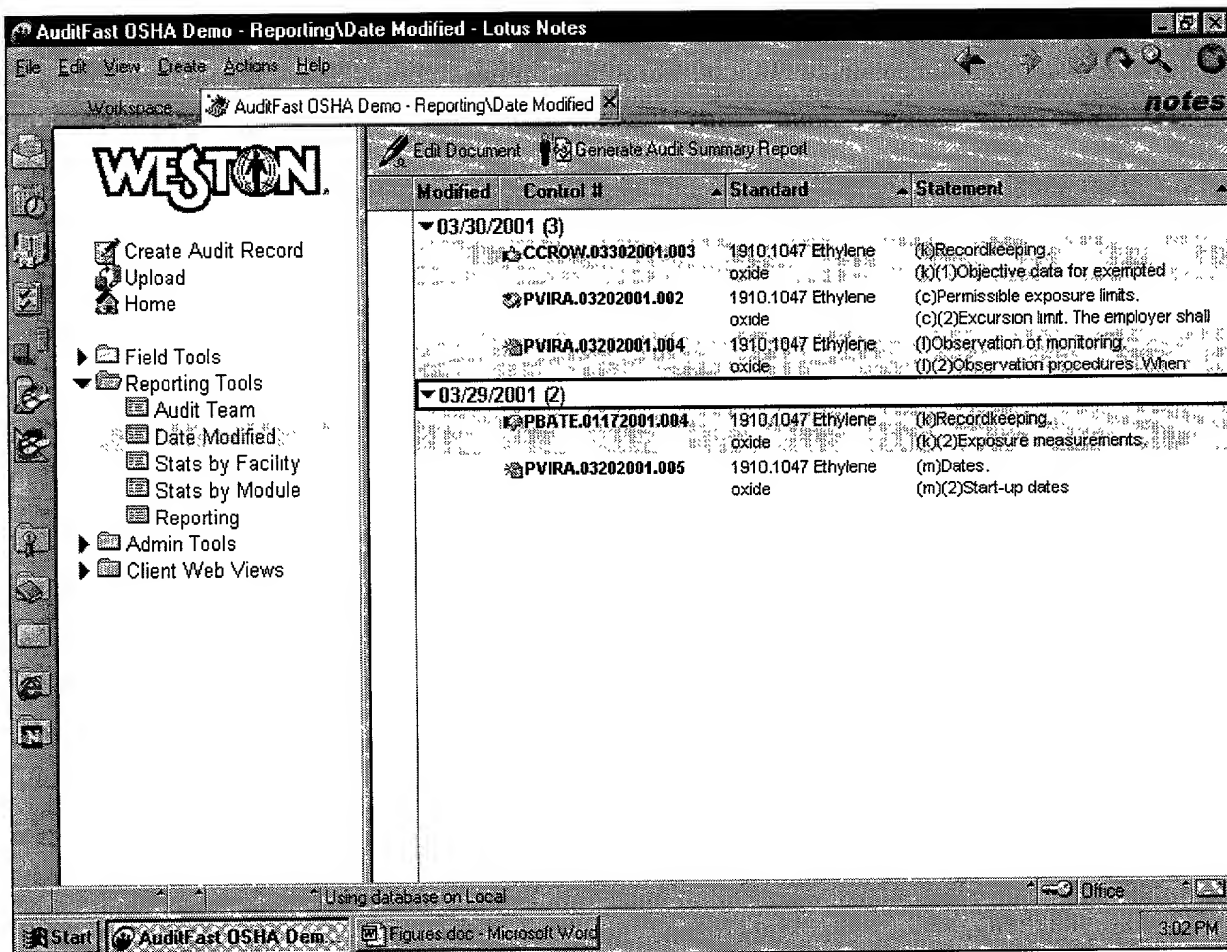 AuditFast OSHA Demo - Reporting\Date Modified - Lotus Notes
File Edit View Create Actions Help
Workspace AuditFast OSHA Demo - Reporting\Date Modified
notes
WESTON.
Create Audit Record
Upload
Home
Field Tools
Reporting Tools
Audit Team
Date Modified
Stats by Facility
Stats by Module
Reporting
Admin Tools
Client Web Views
Edit Document Generate Audit Summary Report
Modified Control # Standard Statement
03/30/2001 (3)
CCROW.03302001.003 1910.1047 Ethylene (k)Recordkeeping.
oxide (k)(1)Objective data for exempted
PVIRA.03202001.002 1910.1047 Ethylene (c)Permissible exposure limits.
oxide (c)(2)Excursion limit. The employer shall
PVIRA.03202001.004 1910.1047 Ethylene (l)Observation of monitoring.
oxide (l)(2)Observation procedures. When
03/29/2001 (2)
PBATE.01172001.004 1910.1047 Ethylene (k)Recordkeeping.
oxide (k)(2)Exposure measurements.
PVIRA.03202001.005 1910.1047 Ethylene (m)Dates.
oxide (m)(2)Start-up dates
Using database on Local
Office
Start AuditFast OSHA Dem... Figures.doc - Microsoft Word 3:02 PM